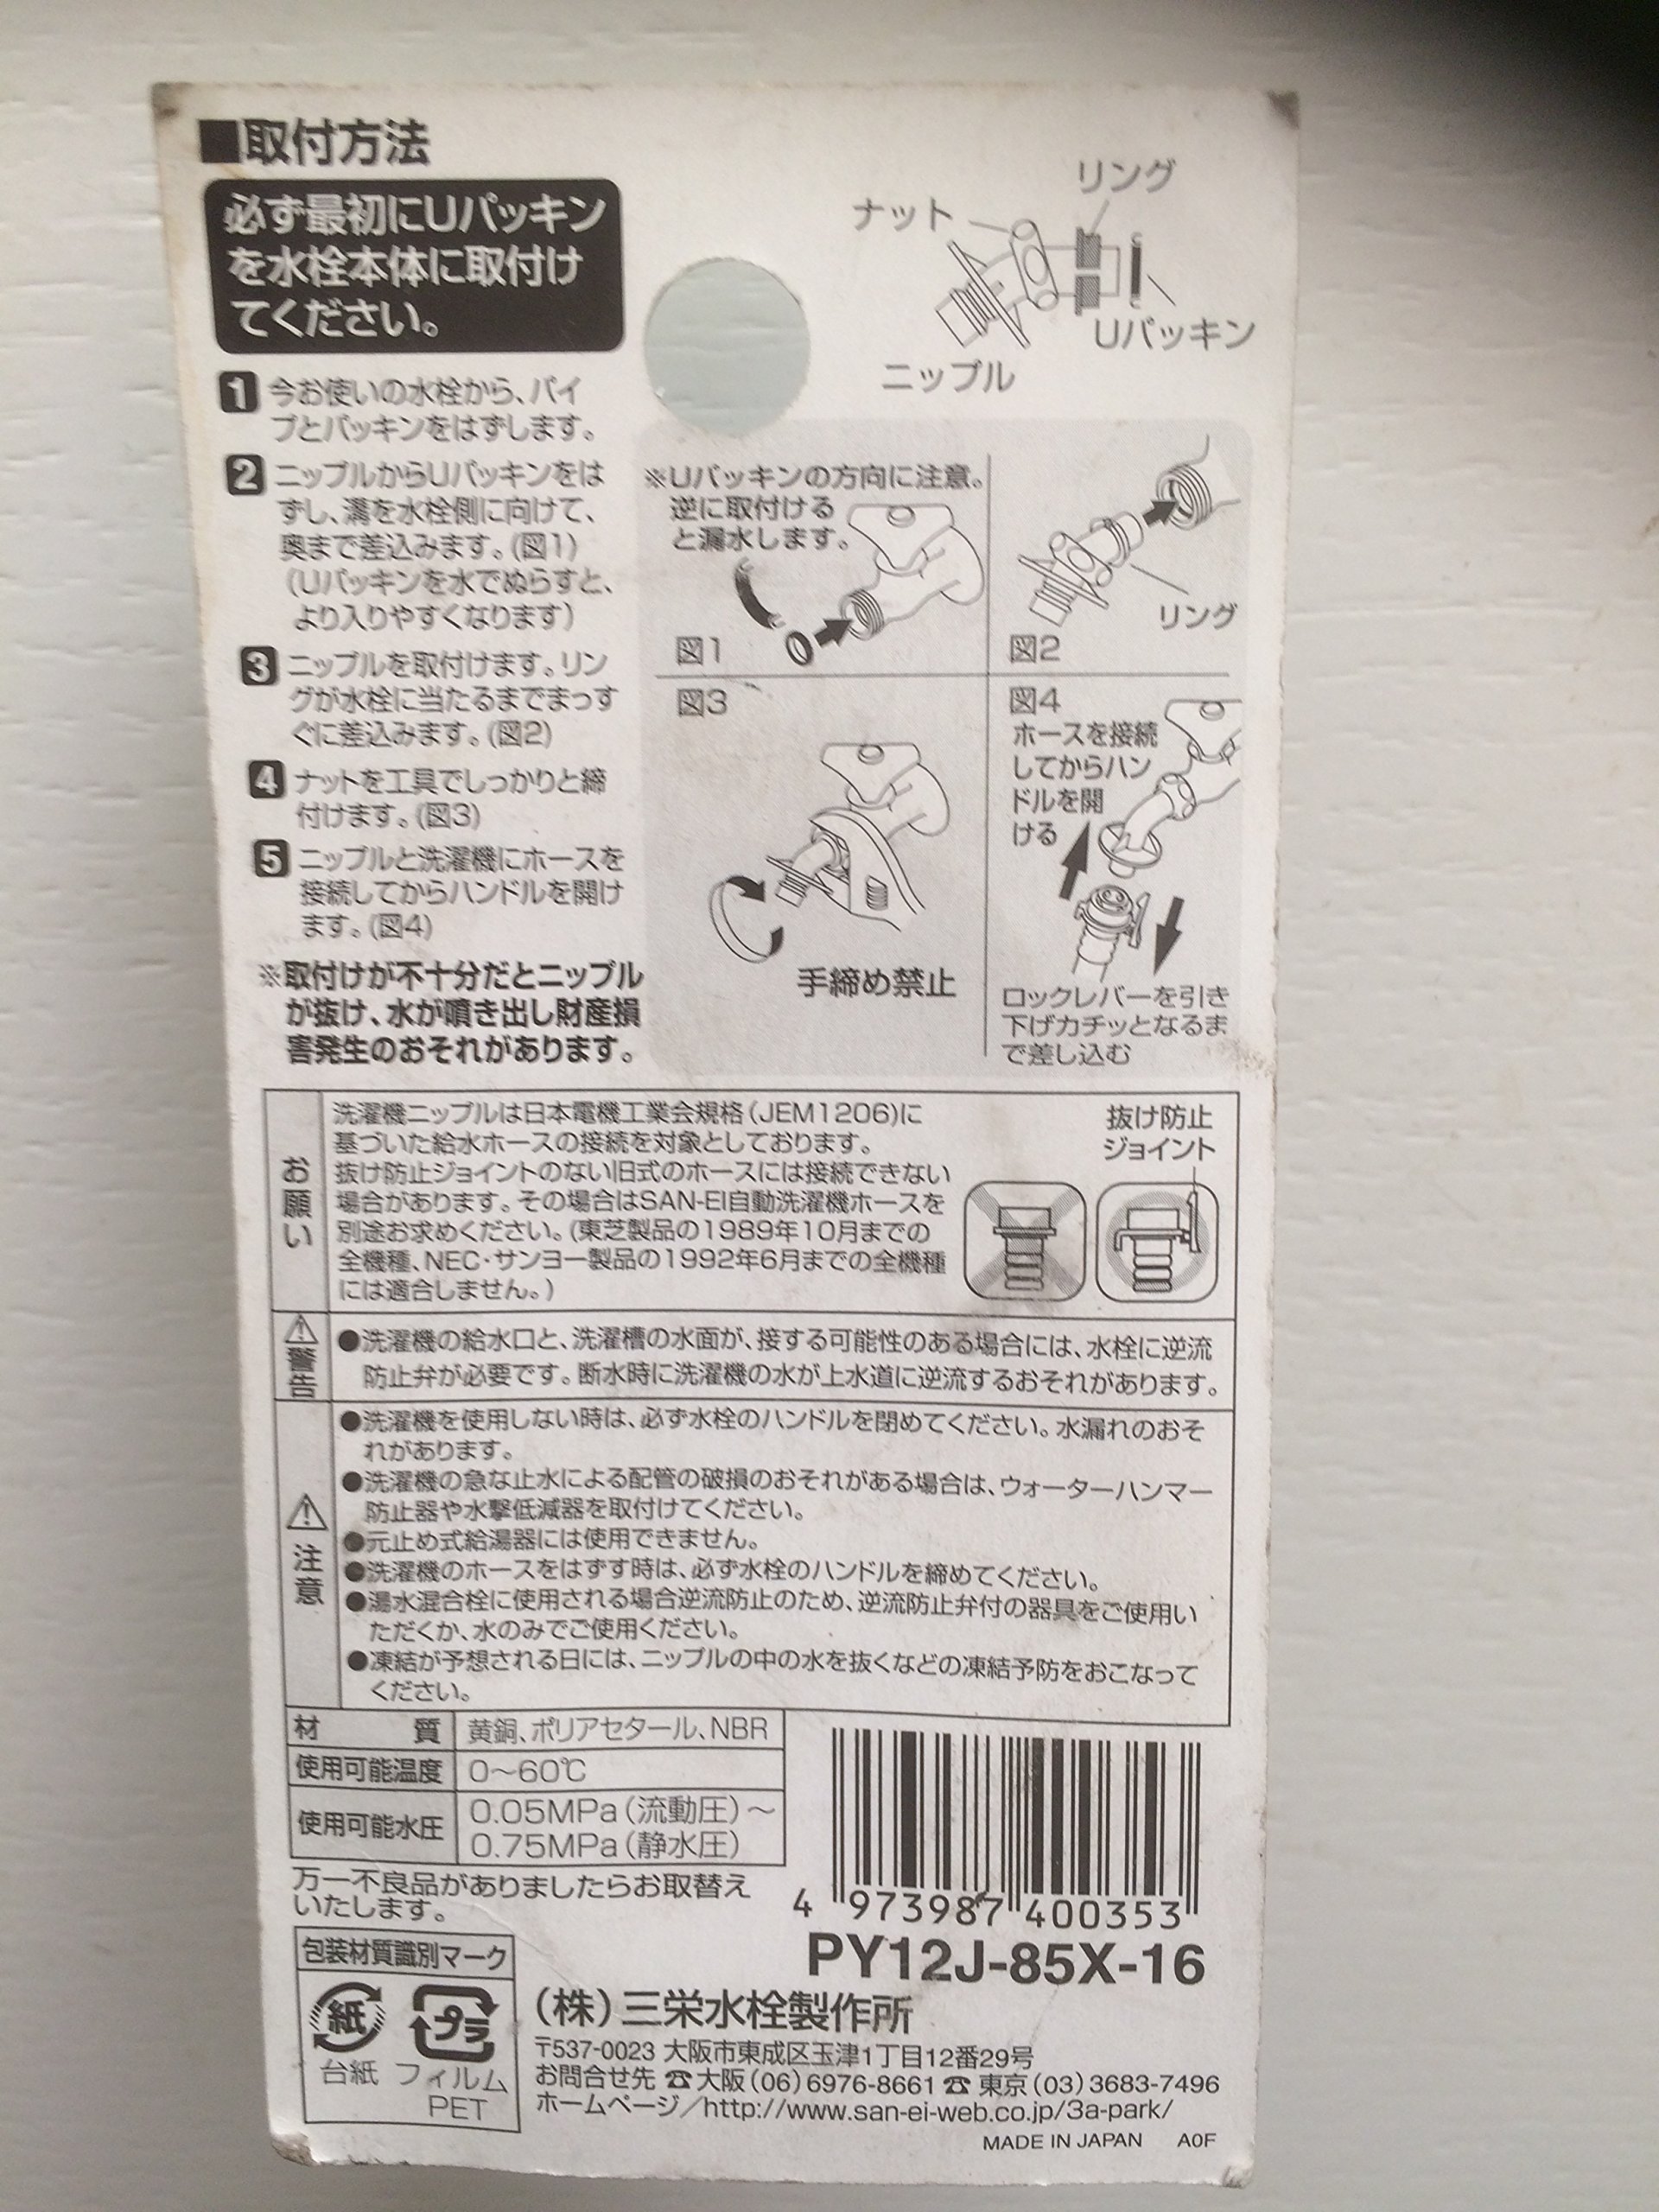 ■取付方法
必ず最初にUパッキン
を水栓本体に取付け
てください。
リング
ナット
Uパッキン
ニップル
1 今お使いの水栓から、パイ
プとパッキンをはずします。
2 ニップルからUパッキンをは
ずし、溝を水栓側に向けて、
奥まで差込みます。(図1)
(Uパッキンを水でぬらすと、
より入りやすくなります)
3 ニップルを取付けます。リン
グが水栓に当たるまでまっす
ぐに差込みます。(図2)
4 ナットを工具でしっかりと締
付けます。(図3)
5 ニップルと洗濯機にホースを
接続してからハンドルを開け
ます。(図4)
※取付けが不十分だとニップル
が抜け、水が噴き出し財産損
害発生のおそれがあります。
※Uパッキンの方向に注意。
逆に取付ける
と漏水します。
図1
リング
図2
図3
手締め禁止
図4
ホースを接続
してからハン
ドルを開
ける
ロックレバーを引き
下げカチッとなるま
で差し込む
お願い
洗濯機ニップルは日本電機工業会規格(JEM1206)に
基づいた給水ホースの接続を対象としております。
抜け防止ジョイントのない旧式のホースには接続できない
場合があります。その場合はSAN-EI自動洗濯機ホースを
別途お求めください。(東芝製品の1989年10月までの
全機種、NEC・サンヨー製品の1992年6月までの全機種
には適合しません。)
抜け防止
ジョイント
⚠警告
●洗濯機の給水口と、洗濯槽の水面が、接する可能性のある場合には、水栓に逆流
防止弁が必要です。断水時に洗濯機の水が上水道に逆流するおそれがあります。
⚠注意
●洗濯機を使用しない時は、必ず水栓のハンドルを閉めてください。水漏れのおそ
れがあります。
●洗濯機の急な止水による配管の破損のおそれがある場合は、ウォーターハンマー
防止器や水撃低減器を取付けてください。
●元止め式給湯器には使用できません。
●洗濯機のホースをはずす時は、必ず水栓のハンドルを締めてください。
●湯水混合栓に使用される場合逆流防止のため、逆流防止弁付の器具をご使用い
ただくか、水のみでご使用ください。
●凍結が予想される日には、ニップルの中の水を抜くなどの凍結予防をおこなって
ください。
材質 黄銅、ポリアセタール、NBR
使用可能温度 0〜60℃
使用可能水圧 0.05MPa(流動圧)〜
0.75MPa(静水圧)
万一不良品がありましたらお取替え
いたします。
4 973987 400353
PY12J-85X-16
包装材質識別マーク
紙 プラ
台紙 フィルム
PET
(株)三栄水栓製作所
〒537-0023 大阪市東成区玉津1丁目12番29号
お問合せ先 ☎大阪(06)6976-8661 ☎東京(03)3683-7496
ホームページ/http://www.san-ei-web.co.jp/3a-park/
MADE IN JAPAN A0F